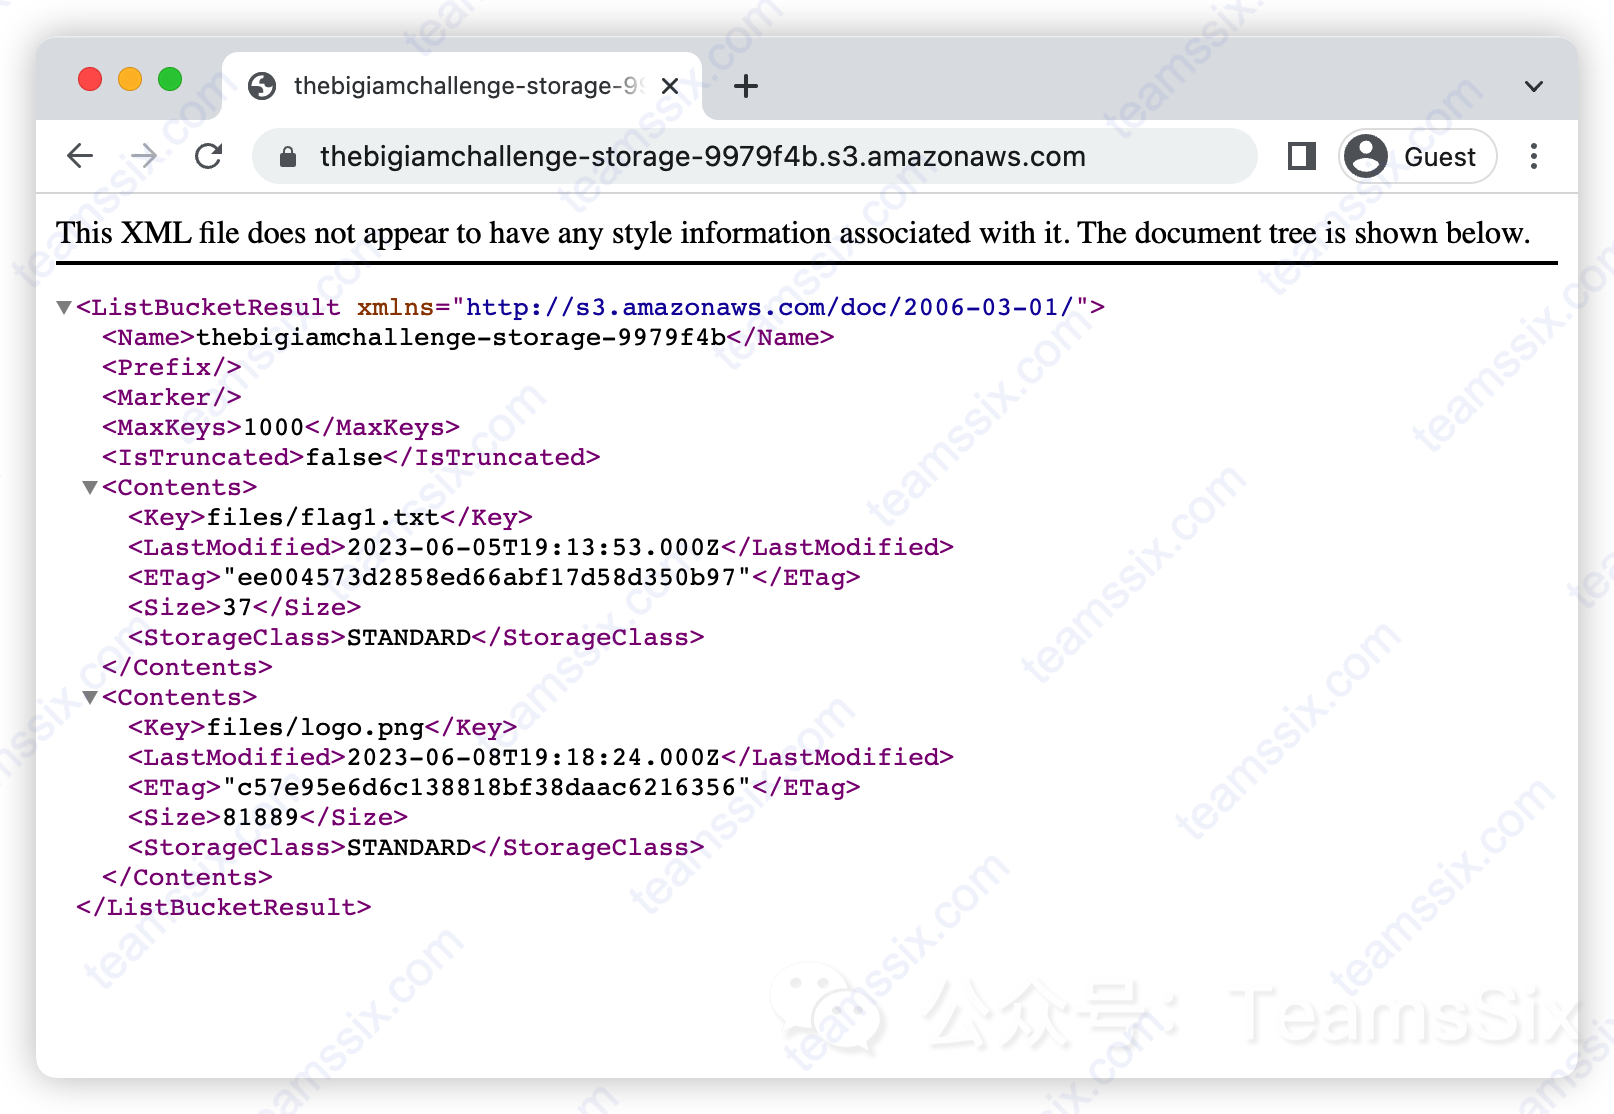 thebigiamchallenge-storage-99
thebigiamchallenge-storage-9979f4b.s3.amazonaws.com
Guest
This XML file does not appear to have any style information associated with it. The document tree is shown below.
<ListBucketResult xmlns="http://s3.amazonaws.com/doc/2006-03-01/">
<Name>thebigiamchallenge-storage-9979f4b</Name>
<Prefix/>
<Marker/>
<MaxKeys>1000</MaxKeys>
<IsTruncated>false</IsTruncated>
<Contents>
<Key>files/flag1.txt</Key>
<LastModified>2023-06-05T19:13:53.000Z</LastModified>
<ETag>"ee004573d2858ed66abf17d58d350b97"</ETag>
<Size>37</Size>
<StorageClass>STANDARD</StorageClass>
</Contents>
<Contents>
<Key>files/logo.png</Key>
<LastModified>2023-06-08T19:18:24.000Z</LastModified>
<ETag>"c57e95e6d6c138818bf38daac6216356"</ETag>
<Size>81889</Size>
<StorageClass>STANDARD</StorageClass>
</Contents>
</ListBucketResult>
公众号: TeamsSix
teamssix.com